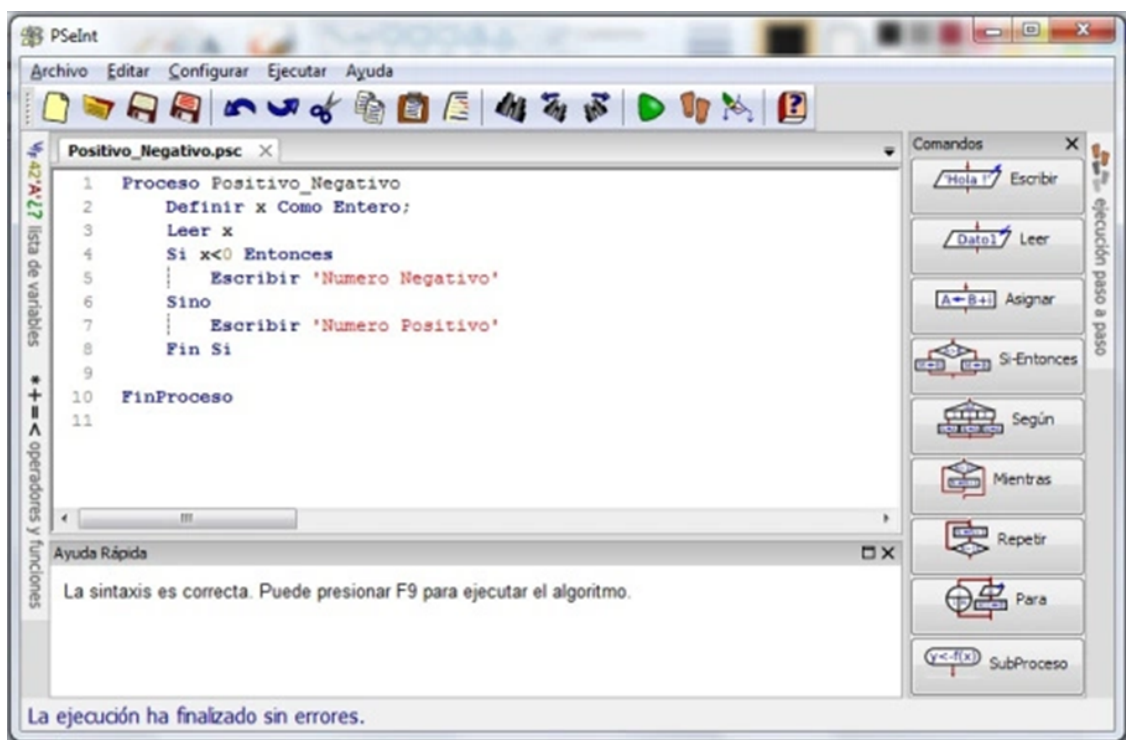 PSeInt
Archivo Editar Configurar Ejecutar Ayuda
Positivo_Negativo.psc
1 Proceso Positivo_Negativo
2 Definir x Como Entero;
3 Leer x
4 Si x<0 Entonces
5 Escribir 'Numero Negativo'
6 Sino
7 Escribir 'Numero Positivo'
8 Fin Si
9
10 FinProceso
11
42'A'¿? lista de variables
*+=< operadores y funciones
Ayuda Rápida
La sintaxis es correcta. Puede presionar F9 para ejecutar el algoritmo.
Comandos
'Hola !' Escribir
Dato1 Leer
A←B+i Asignar
Si-Entonces
Según
Mientras
Repetir
Para
y<-f(x) SubProceso
ejecución paso a paso
La ejecución ha finalizado sin errores.